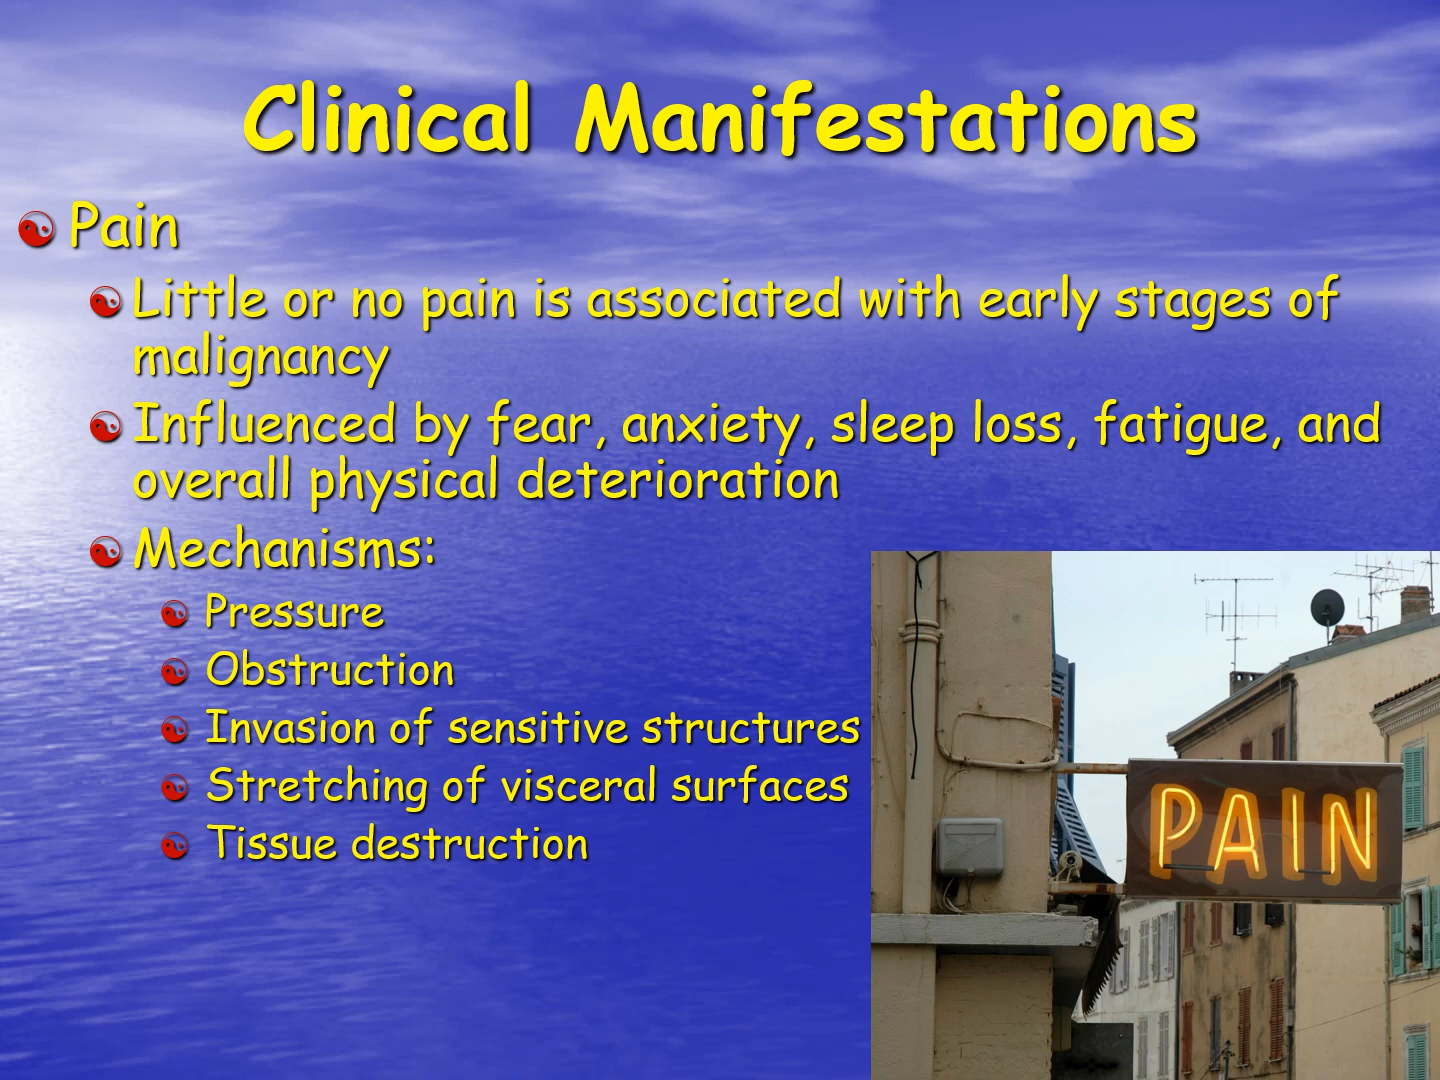 Clinical Manifestations
Pain
Little or no pain is associated with early stages of
malignancy
Influenced by fear, anxiety, sleep loss, fatigue, and
overall physical deterioration
Mechanisms:
Pressure
Obstruction
Invasion of sensitive structures
Stretching of visceral surfaces
Tissue destruction
PAIN